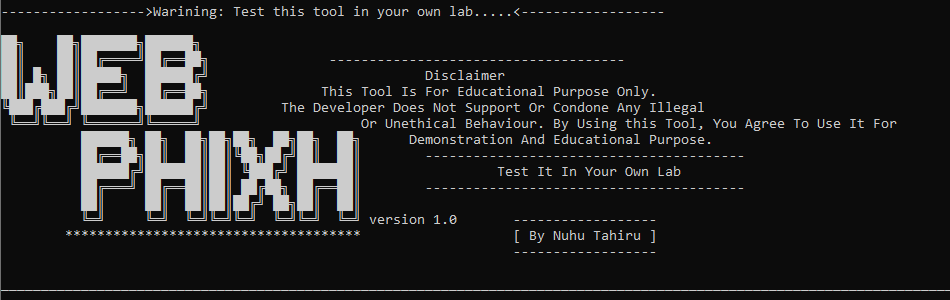 ------------------>Warining: Test this tool in your own lab.....<------------------
WEB
-------------------------------------
Disclaimer
This Tool Is For Educational Purpose Only.
The Developer Does Not Support Or Condone Any Illegal
Or Unethical Behaviour. By Using this Tool, You Agree To Use It For
Demonstration And Educational Purpose.
PHIXH
----------------------------------------
Test It In Your Own Lab
----------------------------------------
version 1.0
------------------
*************************************
[ By Nuhu Tahiru ]
------------------